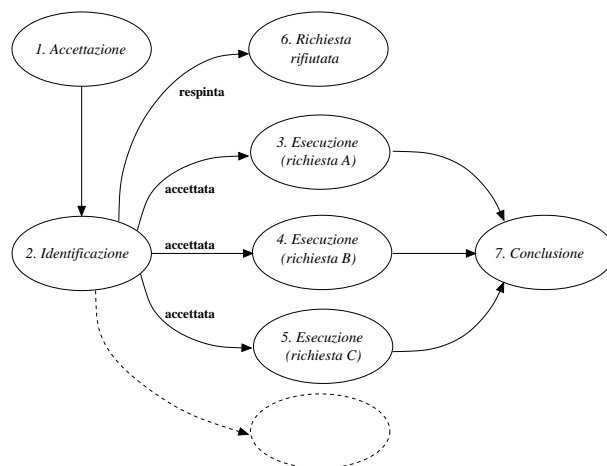 1. Accettazione
6. Richiesta
rifiutata
respinta
3. Esecuzione
(richiesta A)
accettata
2. Identificazione
accettata
4. Esecuzione
(richiesta B)
7. Conclusione
accettata
5. Esecuzione
(richiesta C)